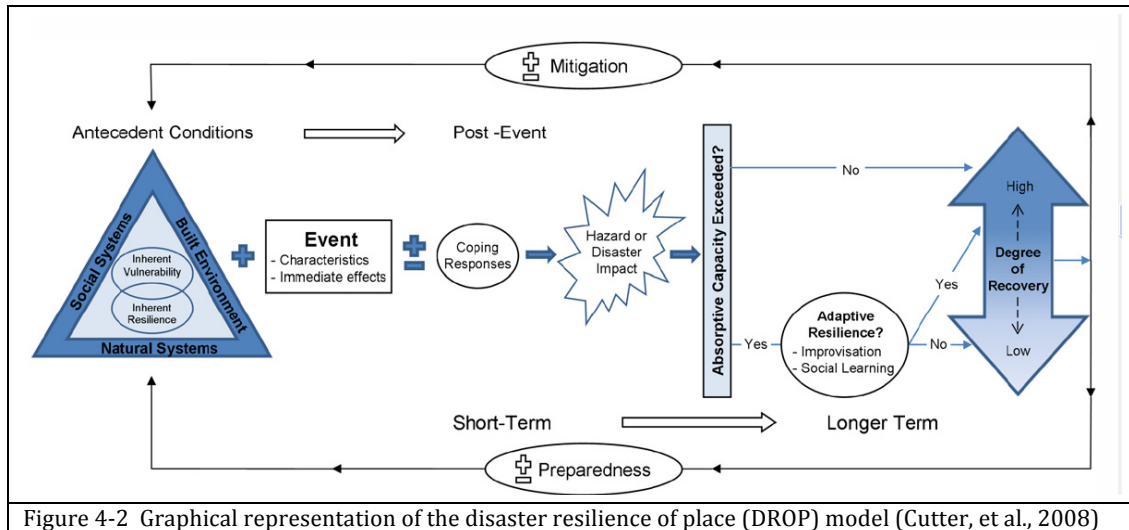 Mitigation
Antecedent Conditions
Post -Event
Social Systems
Built Environment
Natural Systems
Inherent
Vulnerability
Inherent
Resilience
+
Event
- Characteristics
- Immediate effects
±
Coping
Responses
Hazard or
Disaster
Impact
Absorptive Capacity Exceeded?
No
Yes
Adaptive
Resilience?
- Improvisation
- Social Learning
Yes
No
High
Degree
of
Recovery
Low
Short-Term
Longer Term
± Preparedness
±
Figure 4-2 Graphical representation of the disaster resilience of place (DROP) model (Cutter, et al., 2008)